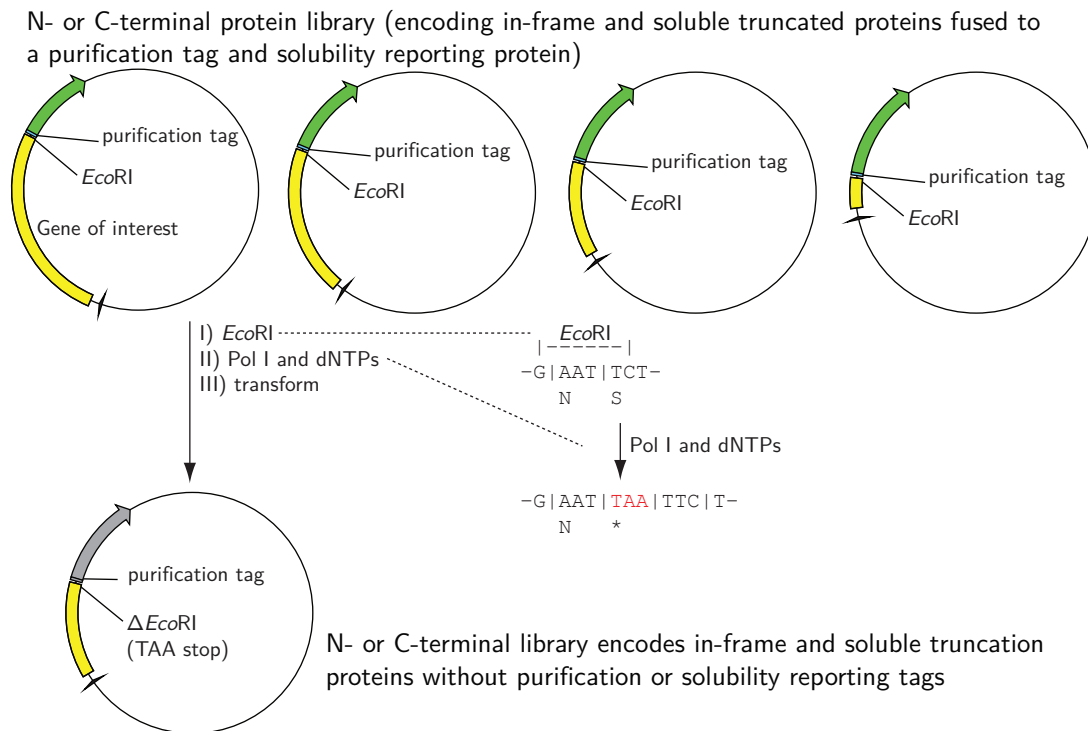 N- or C-terminal protein library (encoding in-frame and soluble truncated proteins fused to
a purification tag and solubility reporting protein)
purification tag
EcoRI
Gene of interest
purification tag
EcoRI
purification tag
EcoRI
purification tag
EcoRI
I) EcoRI
II) Pol I and dNTPs
III) transform
EcoRI
|------|
-G|AAT|TCT-
N S
Pol I and dNTPs
-G|AAT|TAA|TTC|T-
N *
purification tag
ΔEcoRI
(TAA stop)
N- or C-terminal library encodes in-frame and soluble truncation
proteins without purification or solubility reporting tags